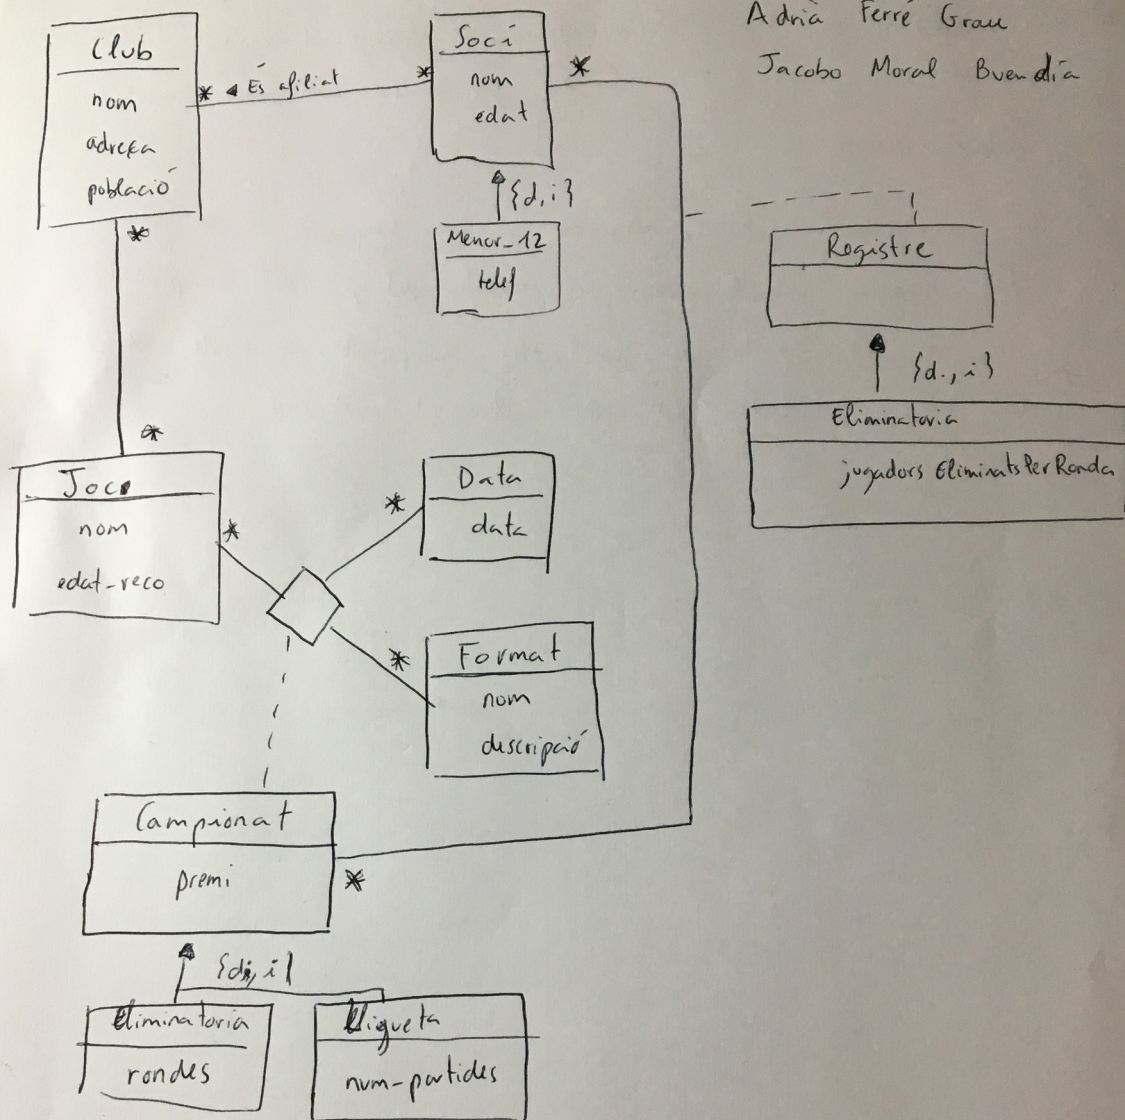 Adrià Ferré Grau
Jacobo Moral Buendía
Club
nom
adreça
població
* ◄ És afiliat *
Soci
nom
edat
*
{d, i}
Menor_12
telef
Registre
{d., i}
Eliminatoria
jugadors EliminatsPerRonda
*
*
Joc
nom
edat-reco
*
*
Data
data
*
Format
nom
descripció
Campionat
premi
*
{d, i}
Eliminatoria
rondes
lligueta
num-partides